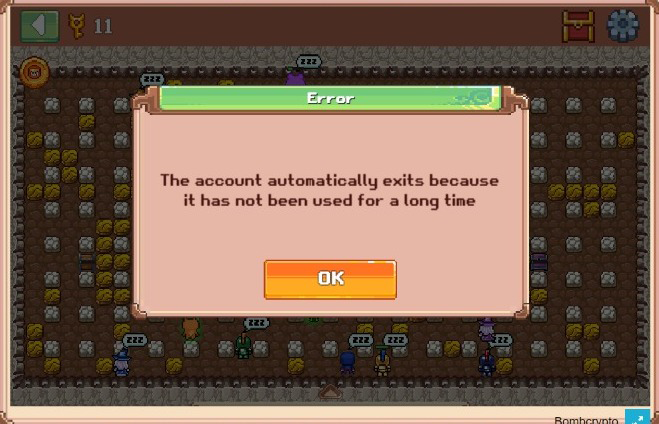 11
zzz
zzz
Error
The account automatically exits because
it has not been used for a long time
OK
zzz
zzz
zzz
zzz
zzz
Bombcrypto